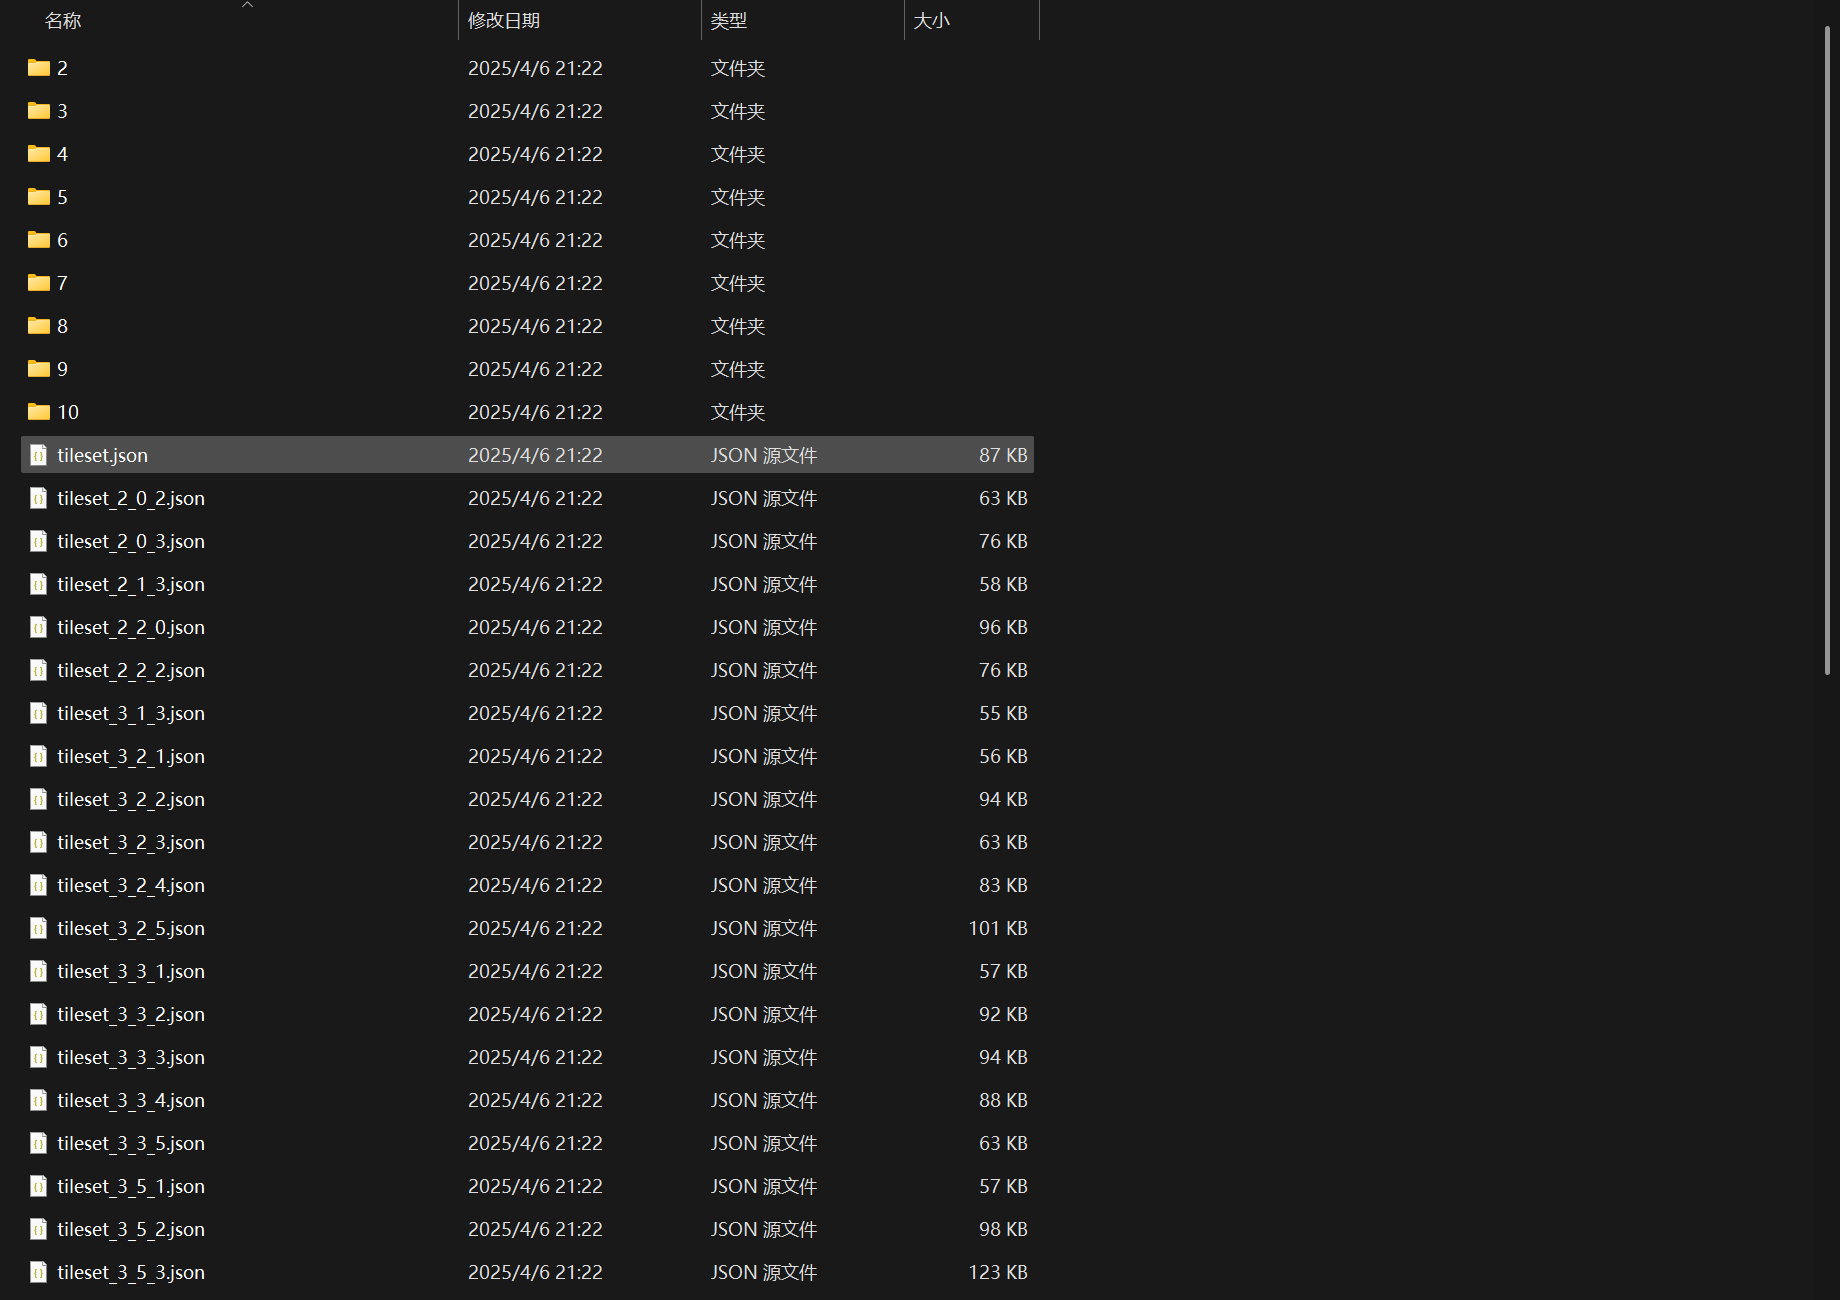 名称 修改日期 类型 大小
2 2025/4/6 21:22 文件夹
3 2025/4/6 21:22 文件夹
4 2025/4/6 21:22 文件夹
5 2025/4/6 21:22 文件夹
6 2025/4/6 21:22 文件夹
7 2025/4/6 21:22 文件夹
8 2025/4/6 21:22 文件夹
9 2025/4/6 21:22 文件夹
10 2025/4/6 21:22 文件夹
tileset.json 2025/4/6 21:22 JSON 源文件 87 KB
tileset_2_0_2.json 2025/4/6 21:22 JSON 源文件 63 KB
tileset_2_0_3.json 2025/4/6 21:22 JSON 源文件 76 KB
tileset_2_1_3.json 2025/4/6 21:22 JSON 源文件 58 KB
tileset_2_2_0.json 2025/4/6 21:22 JSON 源文件 96 KB
tileset_2_2_2.json 2025/4/6 21:22 JSON 源文件 76 KB
tileset_3_1_3.json 2025/4/6 21:22 JSON 源文件 55 KB
tileset_3_2_1.json 2025/4/6 21:22 JSON 源文件 56 KB
tileset_3_2_2.json 2025/4/6 21:22 JSON 源文件 94 KB
tileset_3_2_3.json 2025/4/6 21:22 JSON 源文件 63 KB
tileset_3_2_4.json 2025/4/6 21:22 JSON 源文件 83 KB
tileset_3_2_5.json 2025/4/6 21:22 JSON 源文件 101 KB
tileset_3_3_1.json 2025/4/6 21:22 JSON 源文件 57 KB
tileset_3_3_2.json 2025/4/6 21:22 JSON 源文件 92 KB
tileset_3_3_3.json 2025/4/6 21:22 JSON 源文件 94 KB
tileset_3_3_4.json 2025/4/6 21:22 JSON 源文件 88 KB
tileset_3_3_5.json 2025/4/6 21:22 JSON 源文件 63 KB
tileset_3_5_1.json 2025/4/6 21:22 JSON 源文件 57 KB
tileset_3_5_2.json 2025/4/6 21:22 JSON 源文件 98 KB
tileset_3_5_3.json 2025/4/6 21:22 JSON 源文件 123 KB